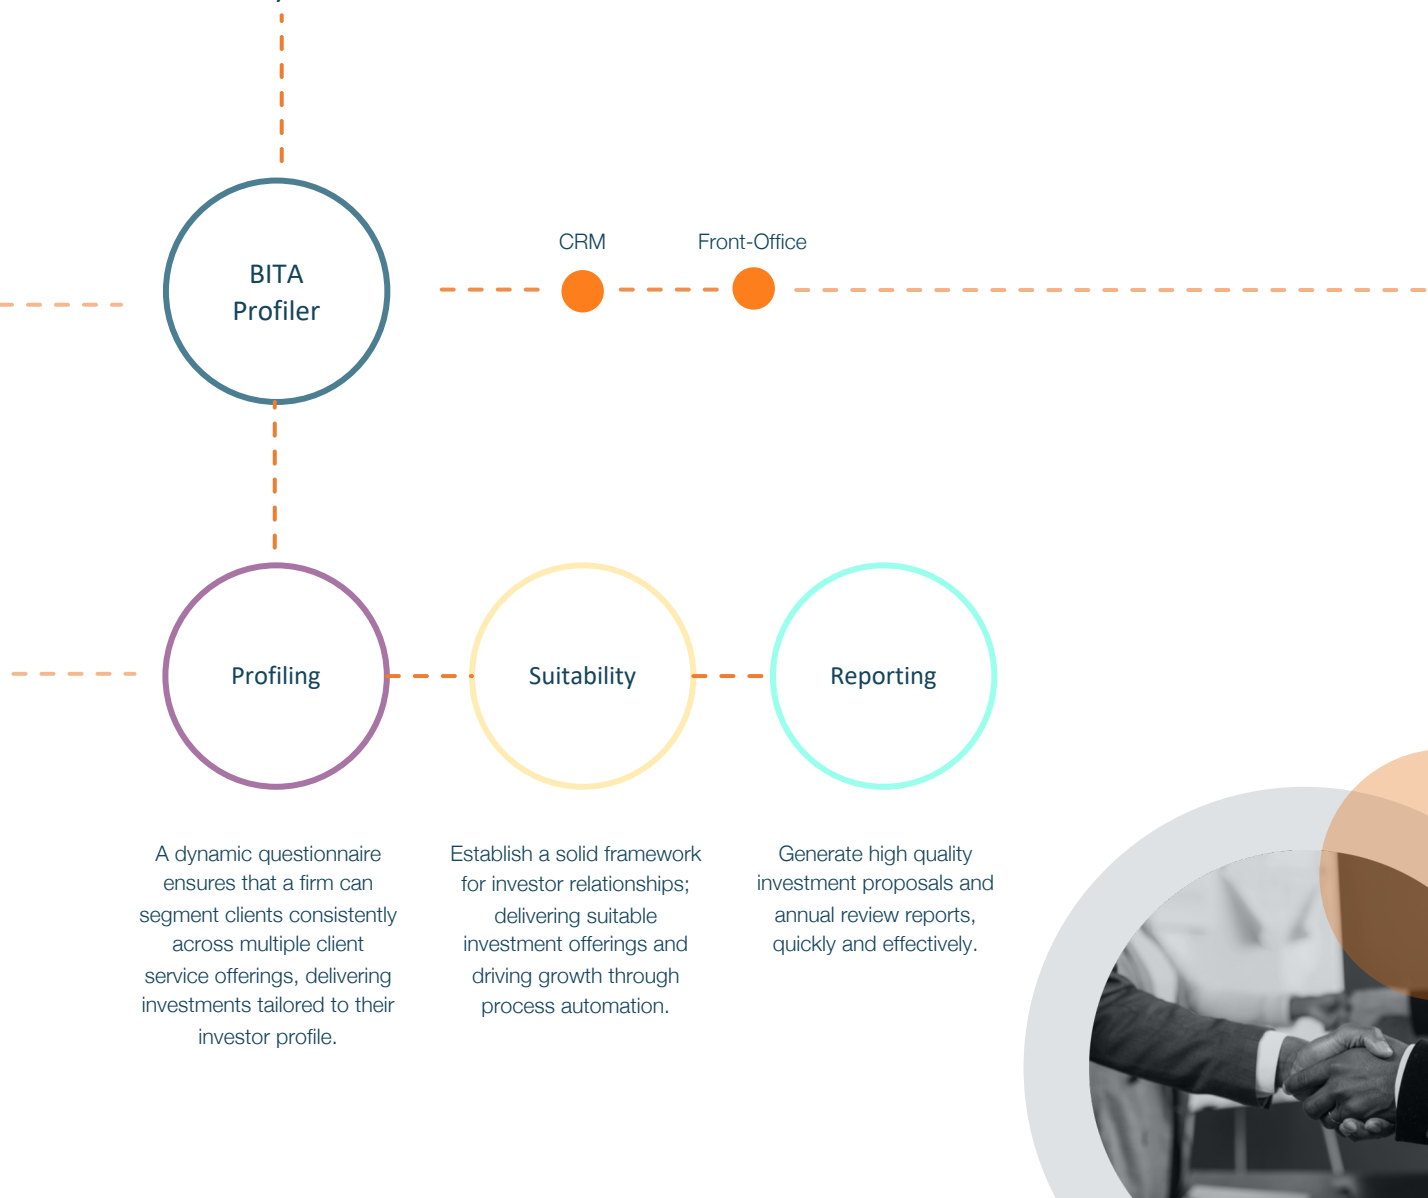 BITA
Profiler
CRM
Front-Office
Profiling
Suitability
Reporting
A dynamic questionnaire
ensures that a firm can
segment clients consistently
across multiple client
service offerings, delivering
investments tailored to their
investor profile.
Establish a solid framework
for investor relationships;
delivering suitable
investment offerings and
driving growth through
process automation.
Generate high quality
investment proposals and
annual review reports,
quickly and effectively.